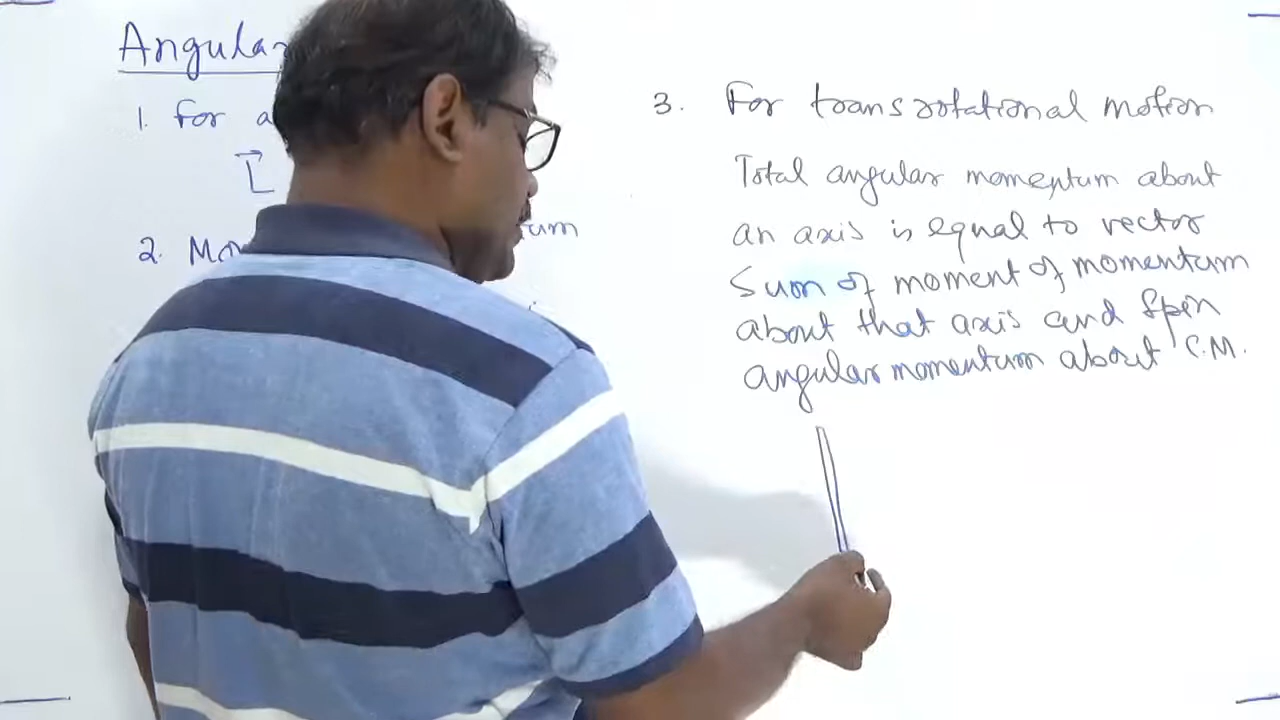 Angular
1. For a
L
2. Mo
um
3. For transrotational motion
Total angular momentum about
an axis is equal to vector
Sum of moment of momentum
about that axis and Spin
angular momentum about C.M.